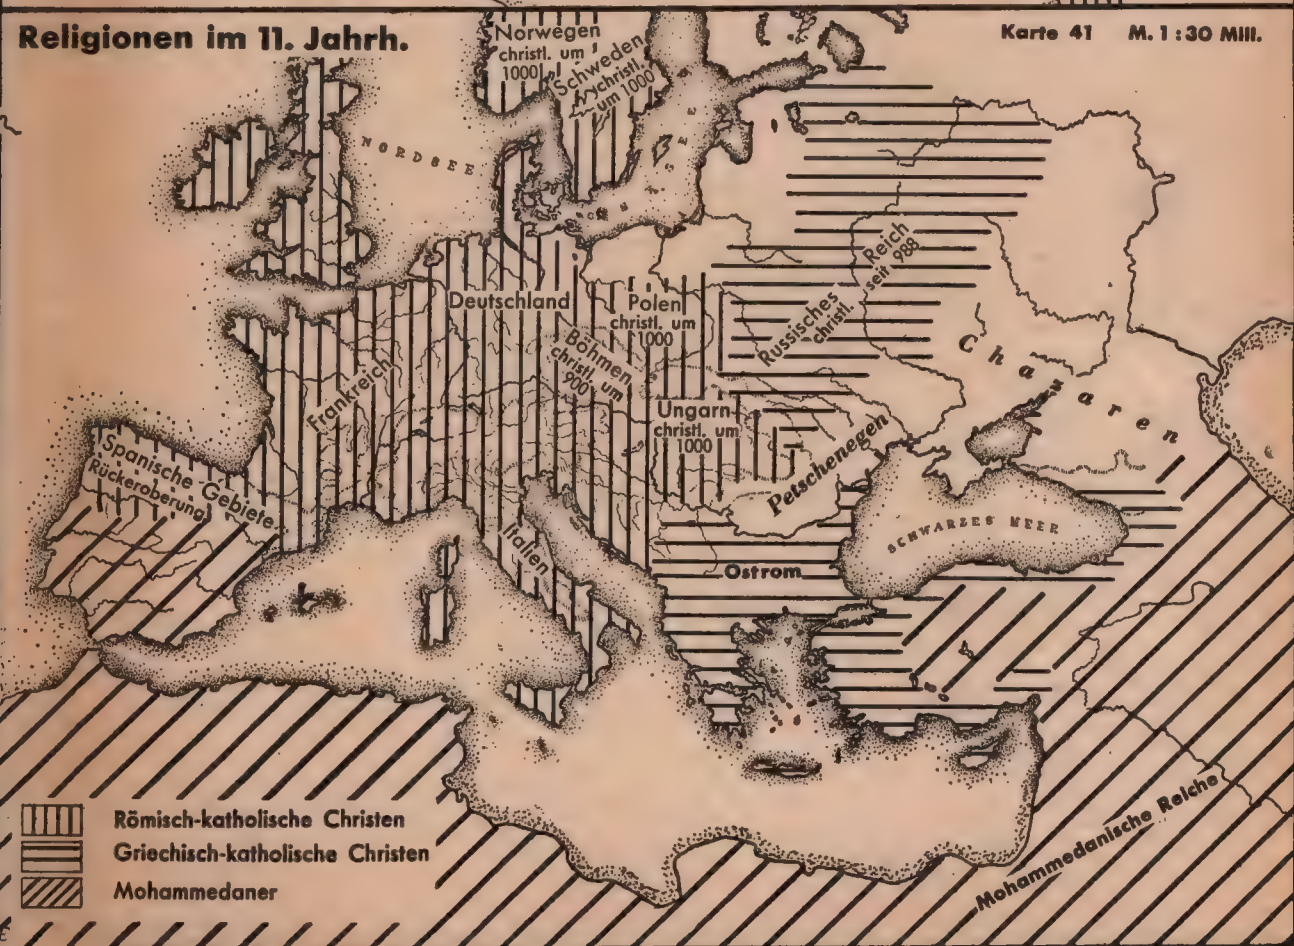 Religionen im 11. Jahrh.
Karte 41 M. 1 : 30 Mill.
Norwegen
christl. um
1000
Schweden
christl.
um 1000
NORDSEE
OSTSEE
Deutschland
Polen
christl. um
1000
Böhmen
christl. um
900
Russisches Reich
christl. seit 988
Chazaren
Frankreich
Ungarn
christl. um
1000
Petschenegen
Spanische Gebiete
Rückeroberung
Italien
SCHWARZES MEER
Ostrom
Mohammedanische Reiche
Römisch-katholische Christen
Griechisch-katholische Christen
Mohammedaner